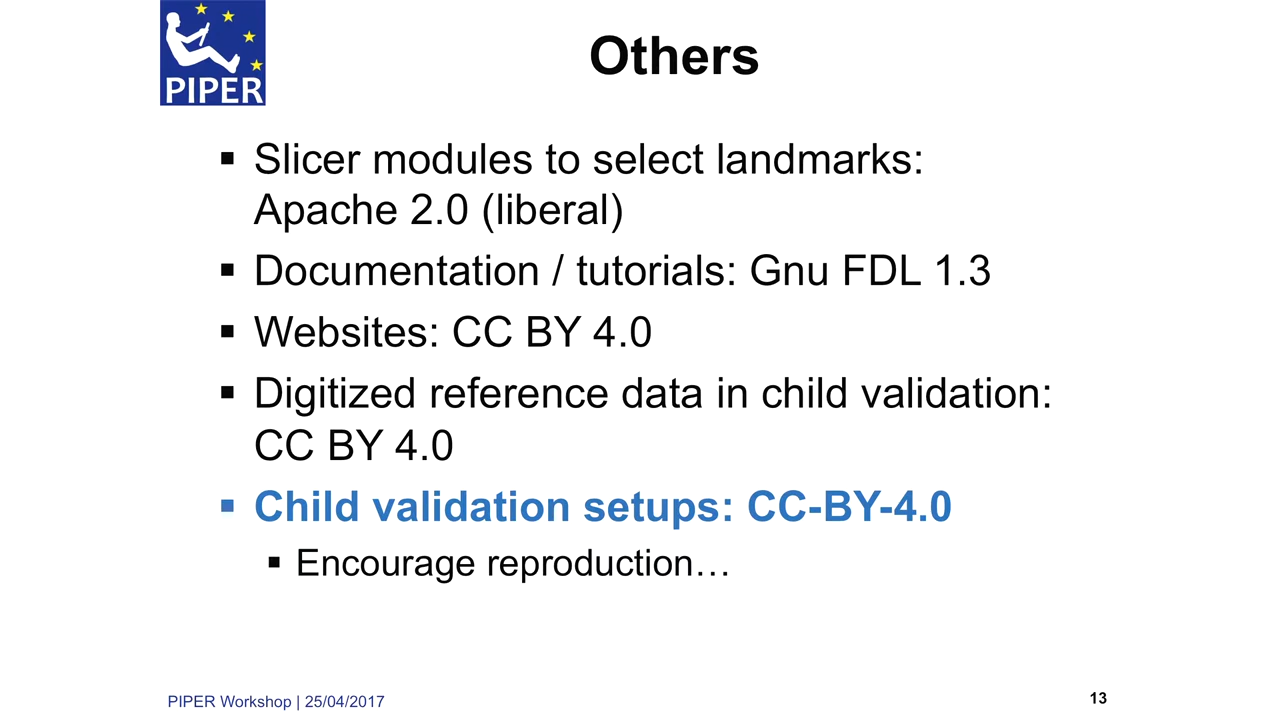 PIPER
Others
▪ Slicer modules to select landmarks:
Apache 2.0 (liberal)
▪ Documentation / tutorials: Gnu FDL 1.3
▪ Websites: CC BY 4.0
▪ Digitized reference data in child validation:
CC BY 4.0
▪ Child validation setups: CC-BY-4.0
▪ Encourage reproduction…
PIPER Workshop | 25/04/2017
13